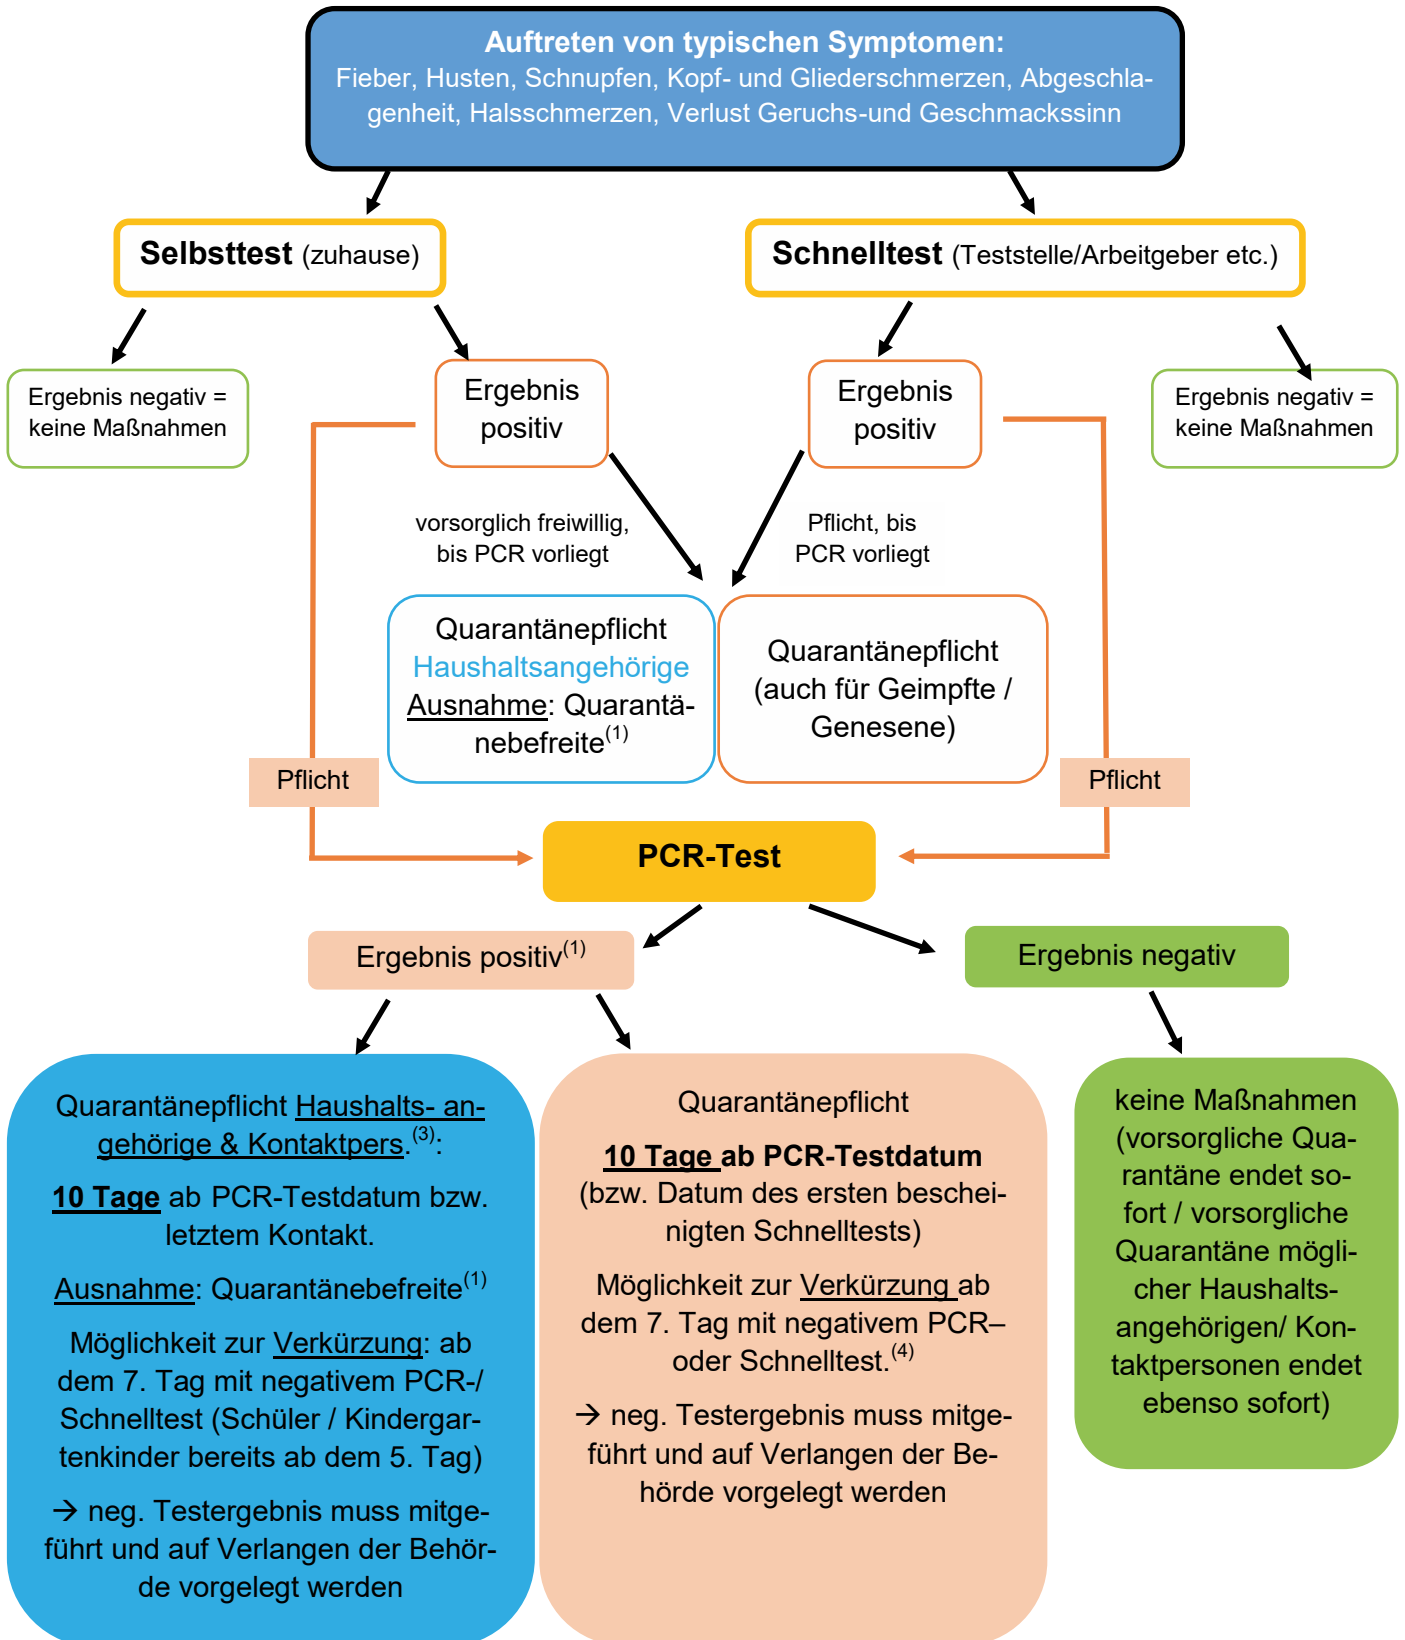 Auftreten von typischen Symptomen:
Fieber, Husten, Schnupfen, Kopf- und Gliederschmerzen, Abgeschla-
genheit, Halsschmerzen, Verlust Geruchs-und Geschmackssinn
Selbsttest (zuhause)
Schnelltest (Teststelle/Arbeitgeber etc.)
Ergebnis negativ =
keine Maßnahmen
Ergebnis
positiv
Ergebnis
positiv
Ergebnis negativ =
keine Maßnahmen
vorsorglich freiwillig,
bis PCR vorliegt
Pflicht, bis
PCR vorliegt
Quarantänepflicht
Haushaltsangehörige
Ausnahme: Quarantä-
nebefreite(1)
Quarantänepflicht
(auch für Geimpfte /
Genesene)
Pflicht
Pflicht
PCR-Test
Ergebnis positiv(1)
Ergebnis negativ
Quarantänepflicht Haushalts- an-
gehörige & Kontaktpers.(3):
10 Tage ab PCR-Testdatum bzw.
letztem Kontakt.
Ausnahme: Quarantänebefreite(1)
Möglichkeit zur Verkürzung: ab
dem 7. Tag mit negativem PCR-/
Schnelltest (Schüler / Kindergar-
tenkinder bereits ab dem 5. Tag)
→ neg. Testergebnis muss mitge-
führt und auf Verlangen der Behör-
de vorgelegt werden
Quarantänepflicht
10 Tage ab PCR-Testdatum
(bzw. Datum des ersten beschei-
nigten Schnelltests)
Möglichkeit zur Verkürzung ab
dem 7. Tag mit negativem PCR–
oder Schnelltest.(4)
→ neg. Testergebnis muss mitge-
führt und auf Verlangen der Be-
hörde vorgelegt werden
keine Maßnahmen
(vorsorgliche Qua-
rantäne endet so-
fort / vorsorgliche
Quarantäne mögli-
cher Haushalts-
angehörigen/ Kon-
taktpersonen endet
ebenso sofort)